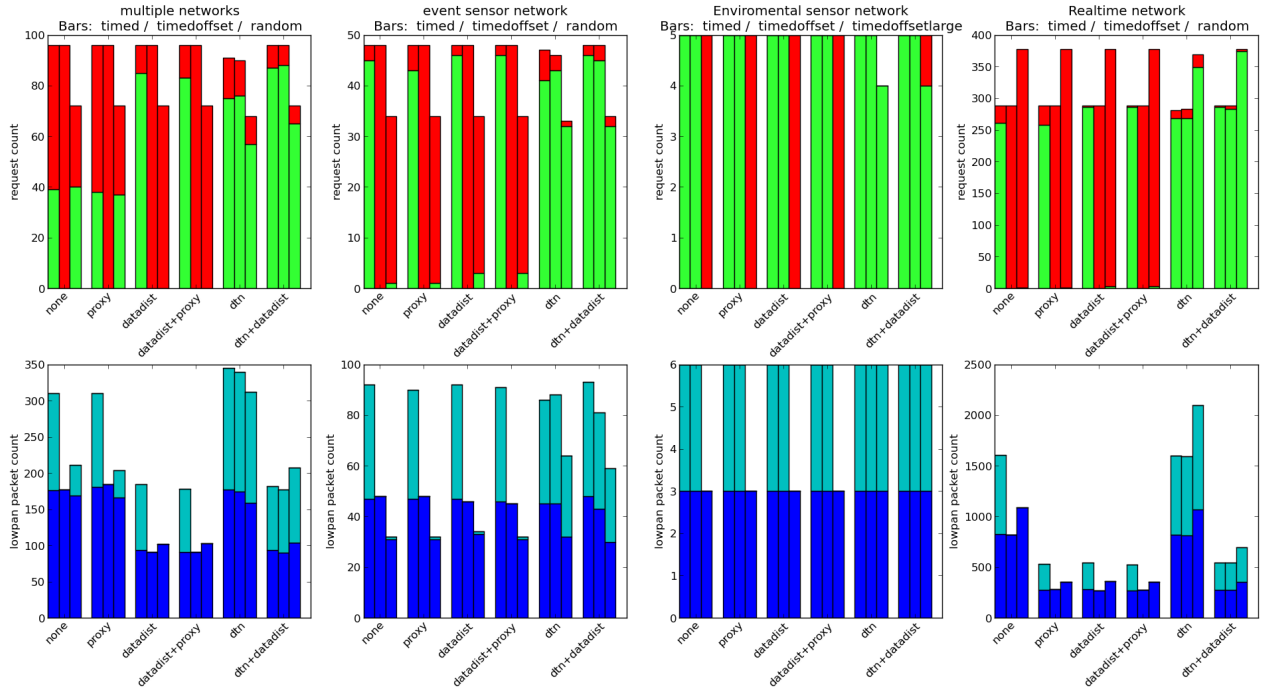 multiple networks
Bars: timed / timedoffset / random
100
80
60
40
20
0
request count
none
proxy
datadist
datadist+proxy
dtn
dtn+datadist
event sensor network
Bars: timed / timedoffset / random
50
40
30
20
10
0
request count
none
proxy
datadist
datadist+proxy
dtn
dtn+datadist
Enviromental sensor network
Bars: timed / timedoffset / timedoffsetlarge
5
4
3
2
1
0
request count
none
proxy
datadist
datadist+proxy
dtn
dtn+datadist
Realtime network
Bars: timed / timedoffset / random
400
350
300
250
200
150
100
50
0
request count
none
proxy
datadist
datadist+proxy
dtn
dtn+datadist
350
300
250
200
150
100
50
0
lowpan packet count
none
proxy
datadist
datadist+proxy
dtn
dtn+datadist
100
80
60
40
20
0
lowpan packet count
none
proxy
datadist
datadist+proxy
dtn
dtn+datadist
6
5
4
3
2
1
0
lowpan packet count
none
proxy
datadist
datadist+proxy
dtn
dtn+datadist
2500
2000
1500
1000
500
0
lowpan packet count
none
proxy
datadist
datadist+proxy
dtn
dtn+datadist